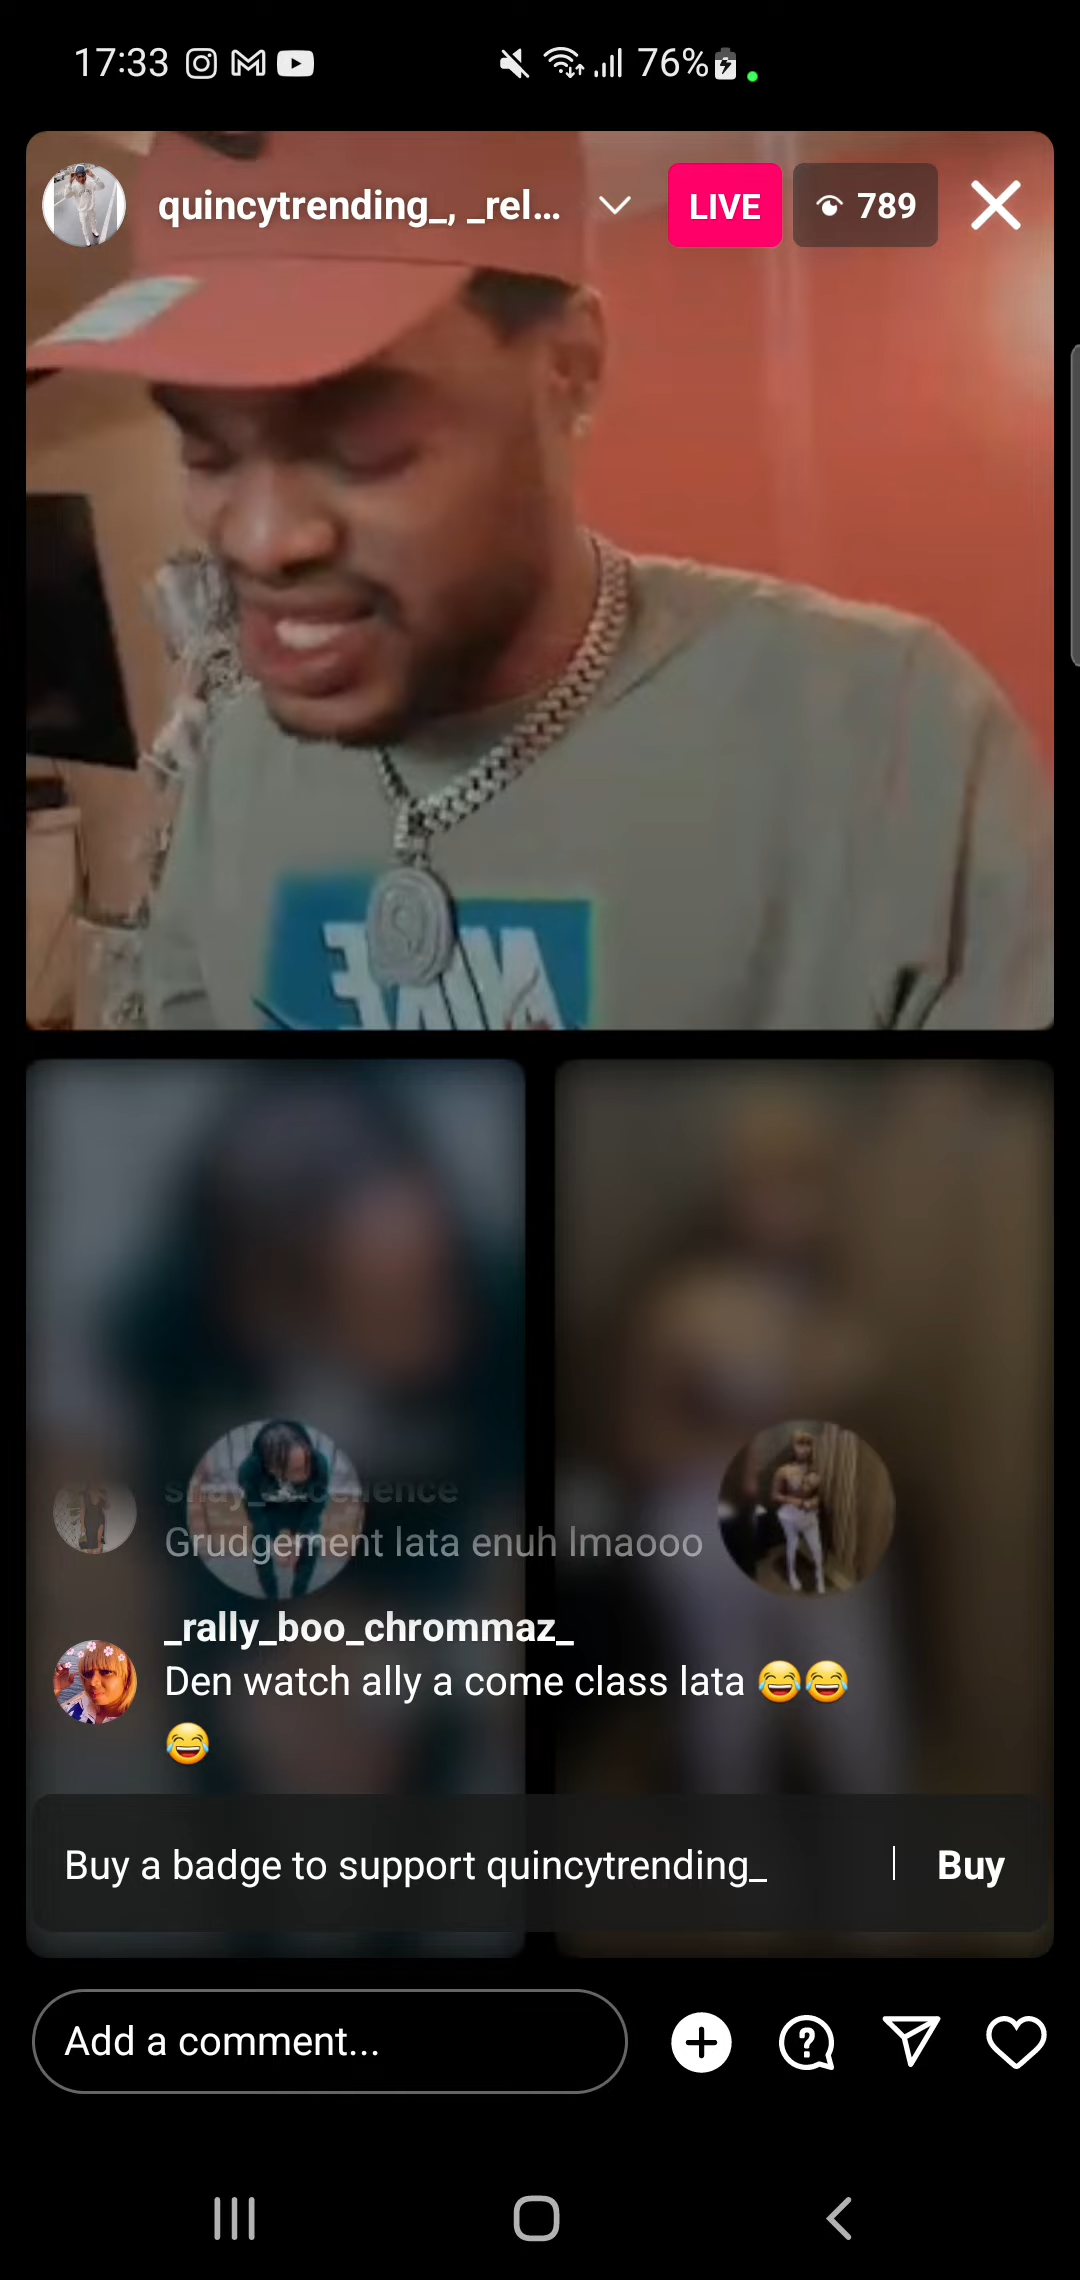 17:33
76%
quincytrending_, _rel...
LIVE
789
NIKE
Grudgement lata enuh lmaooo
_rally_boo_chrommaz_
Den watch ally a come class lata 😂😂
😂
Buy a badge to support quincytrending_ | Buy
Add a comment...